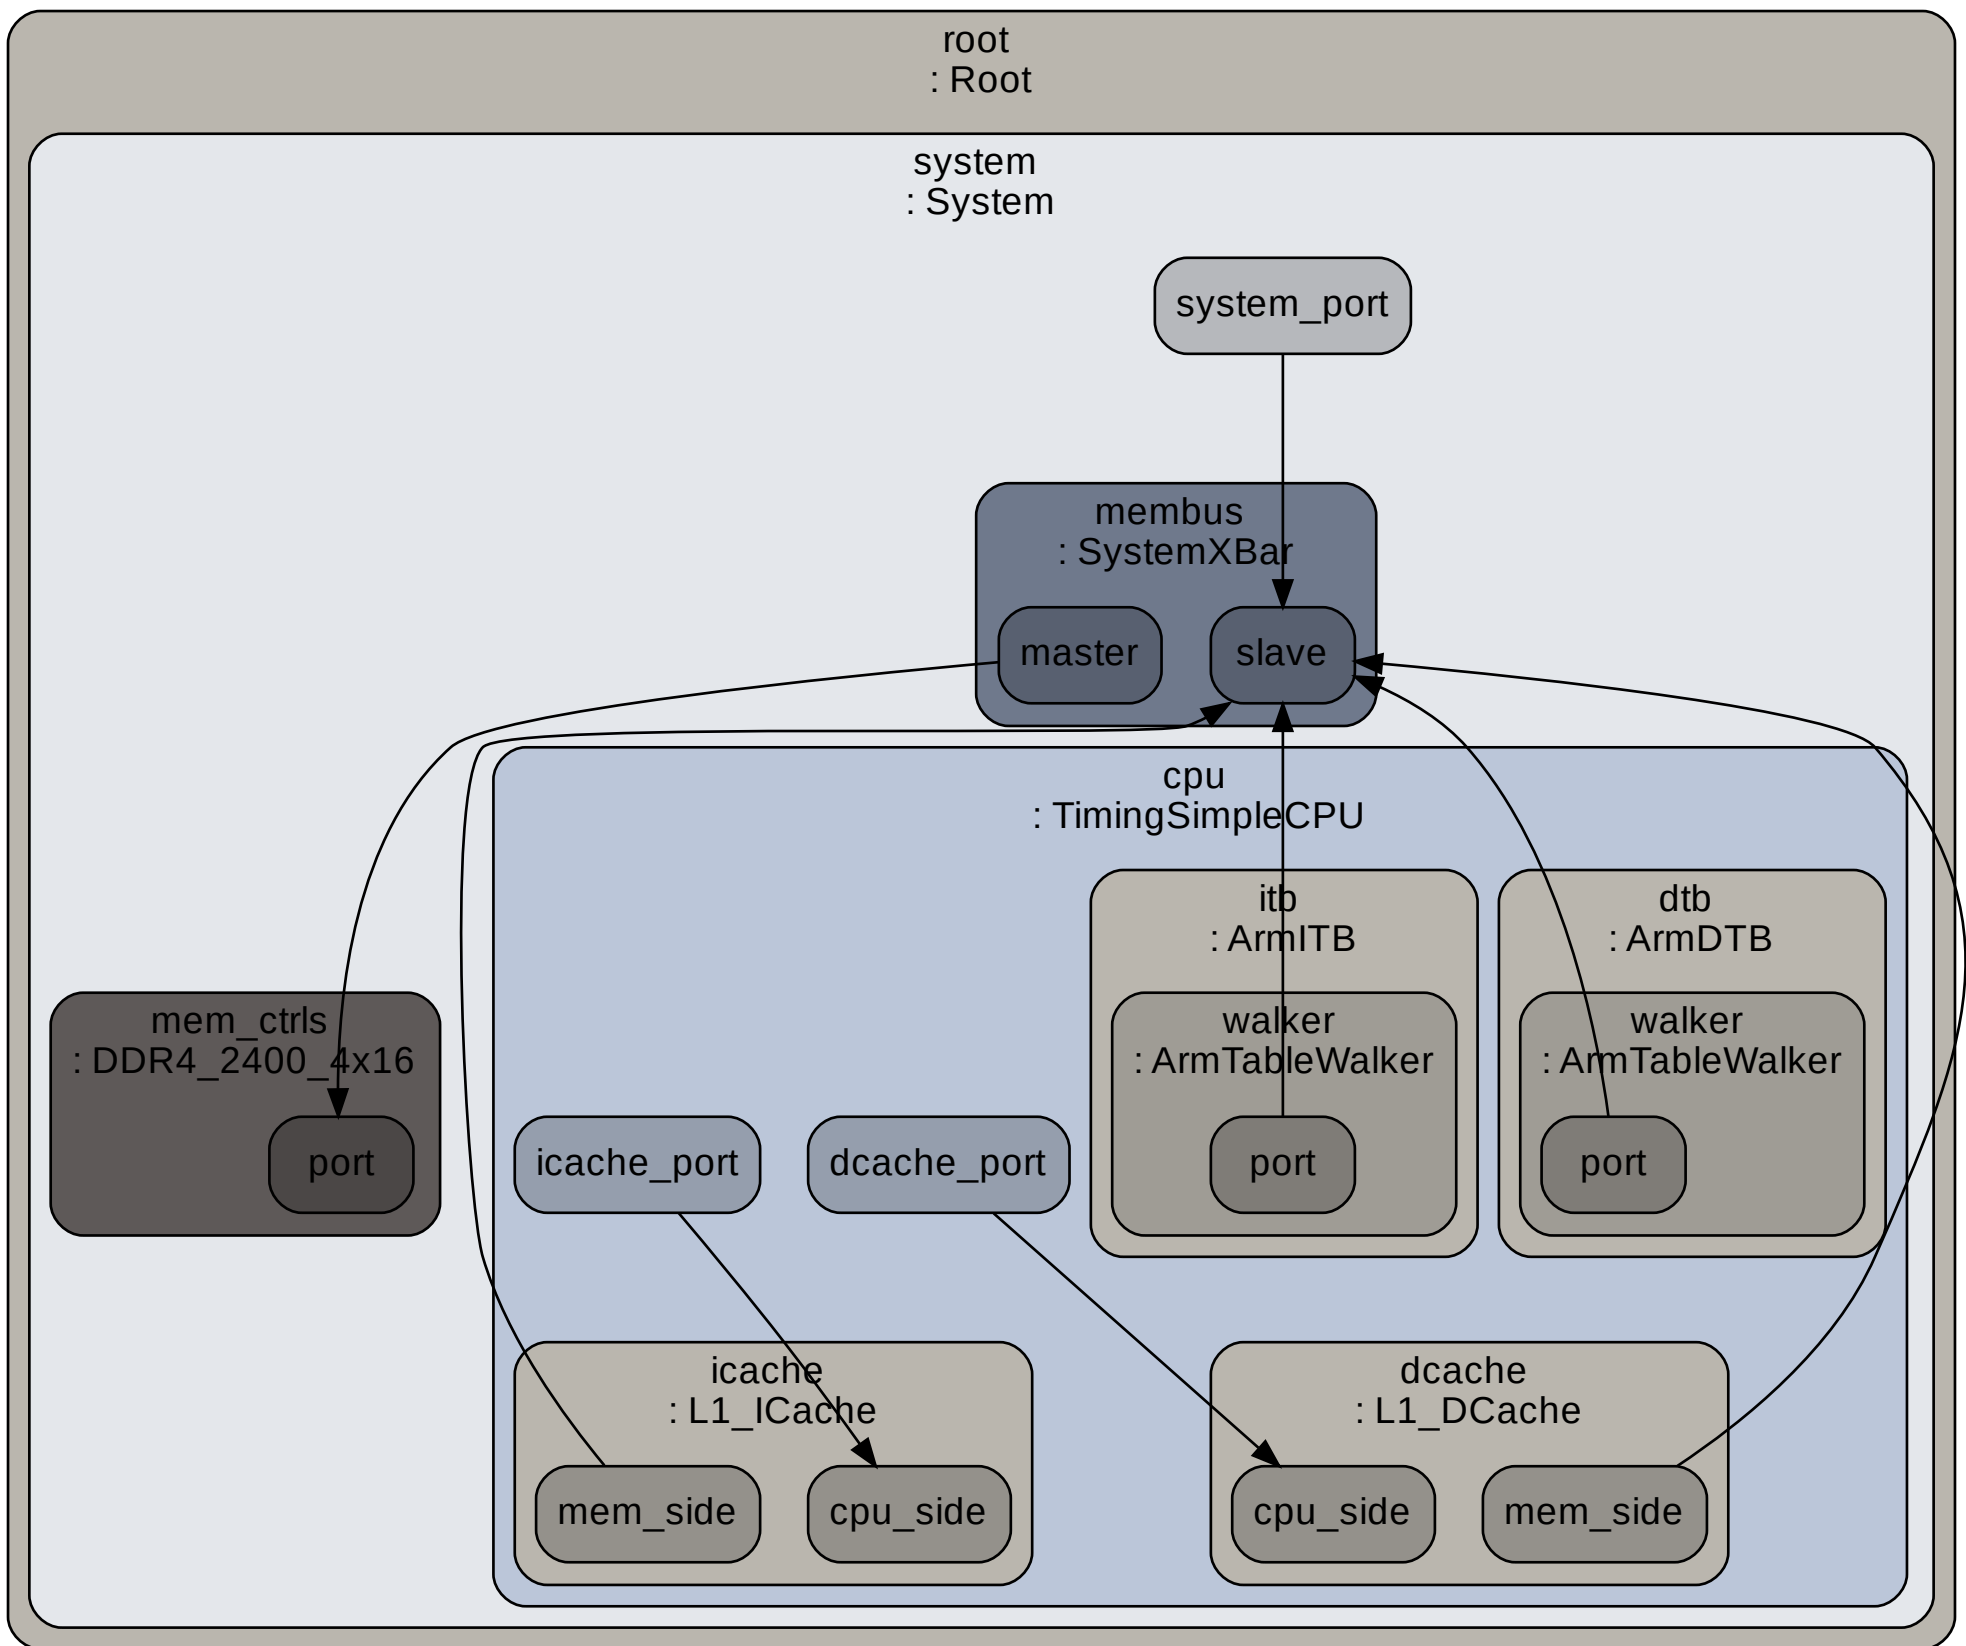 root
: Root
system
: System
system_port
membus
: SystemXBar
master
slave
cpu
: TimingSimpleCPU
itb
: ArmITB
dtb
: ArmDTB
mem_ctrls
: DDR4_2400_4x16
port
walker
: ArmTableWalker
port
walker
: ArmTableWalker
port
icache_port
dcache_port
icache
: L1_ICache
mem_side
cpu_side
dcache
: L1_DCache
cpu_side
mem_side